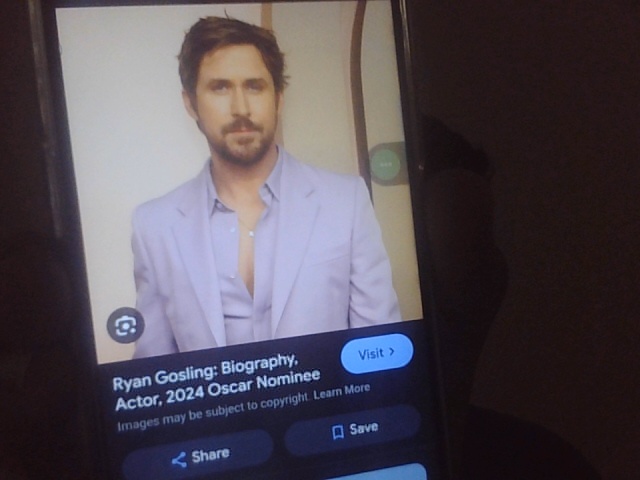 Ryan Gosling: Biography,
Actor, 2024 Oscar Nominee
Visit >
Images may be subject to copyright. Learn More
Share
Save